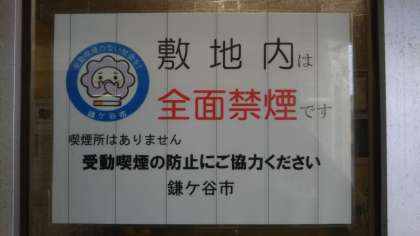 敷地内は
全面禁煙です
喫煙所はありません
受動喫煙の防止にご協力ください
鎌ケ谷市
鎌ケ谷市